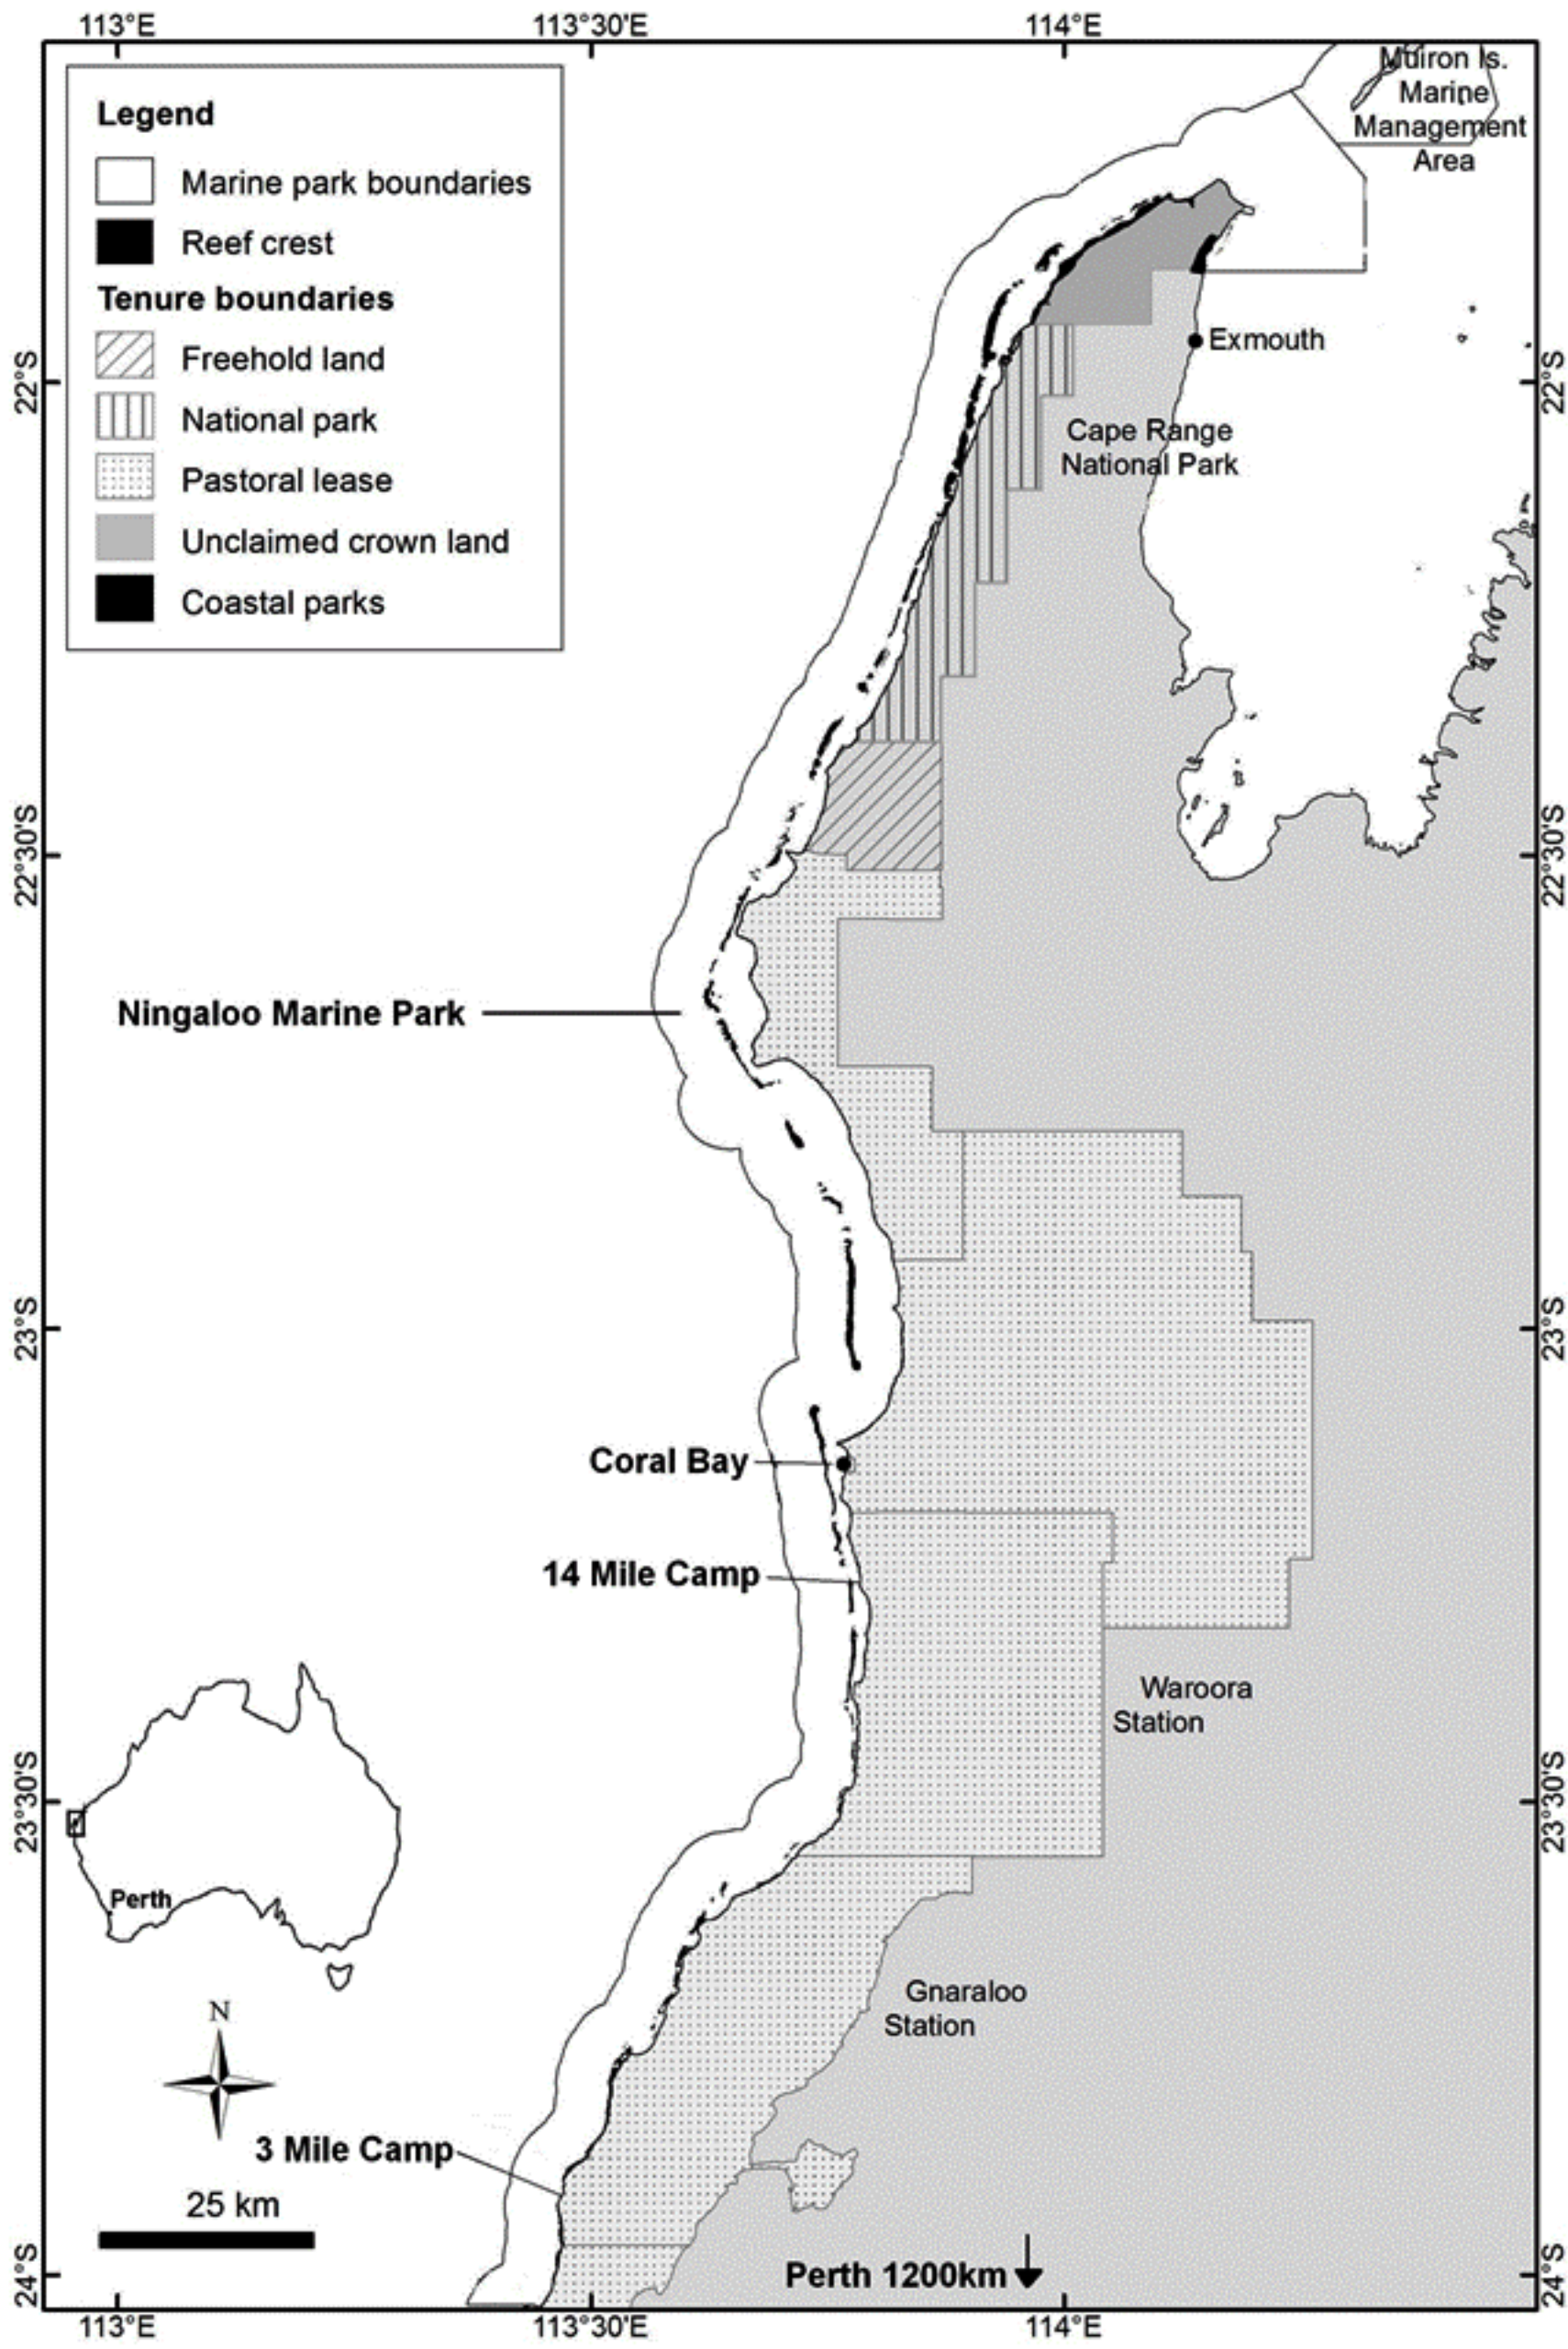 113°E 113°30'E 114°E
Muiron Is.
Marine
Management
Area
Legend
Marine park boundaries
Reef crest
Tenure boundaries
Freehold land
National park
Pastoral lease
Unclaimed crown land
Coastal parks
Exmouth
22°S 22°S
Cape Range
National Park
22°30'S 22°30'S
Ningaloo Marine Park
23°S 23°S
Coral Bay
14 Mile Camp
Waroora
Station
23°30'S 23°30'S
Perth
Gnaraloo
Station
N
3 Mile Camp
25 km
Perth 1200km
24°S 24°S
113°E 113°30'E 114°E